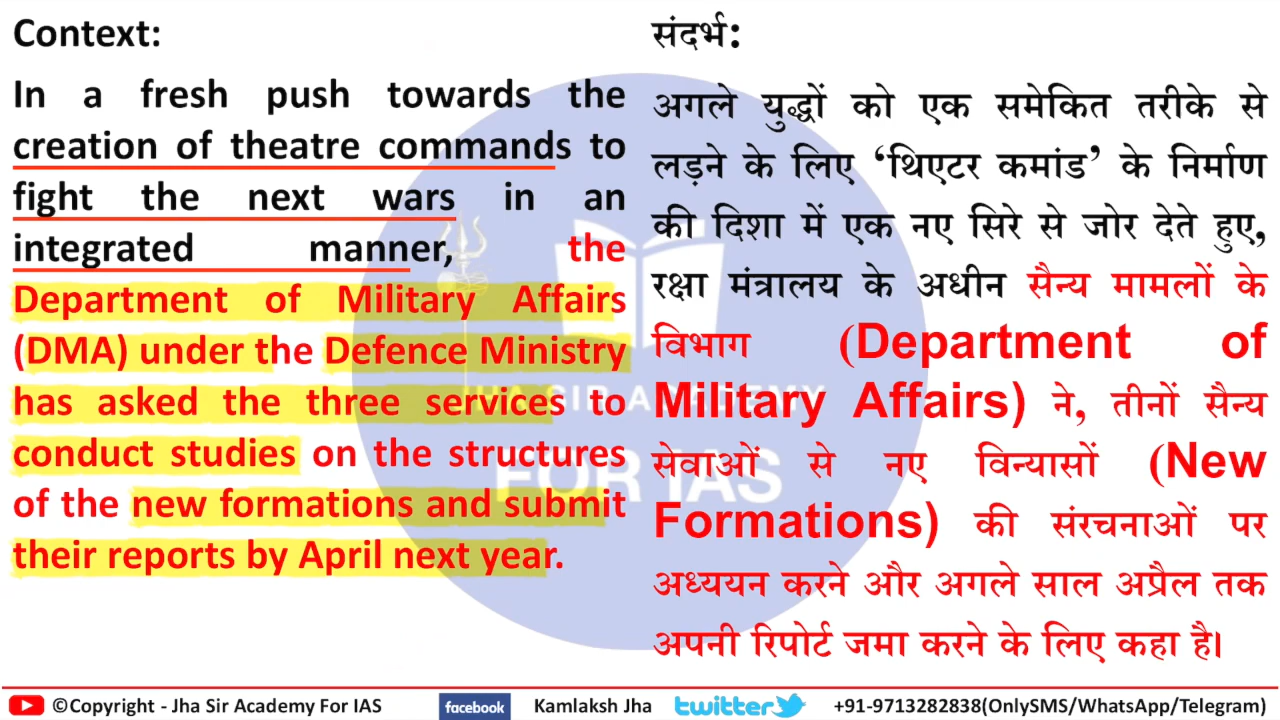 Context:
In a fresh push towards the
creation of theatre commands to
fight the next wars in an
integrated manner, the
Department of Military Affairs
(DMA) under the Defence Ministry
has asked the three services to
conduct studies on the structures
of the new formations and submit
their reports by April next year.
संदर्भ:
अगले युद्धों को एक समेकित तरीके से
लड़ने के लिए ‘थिएटर कमांड’ के निर्माण
की दिशा में एक नए सिरे से जोर देते हुए,
रक्षा मंत्रालय के अधीन सैन्य मामलों के
विभाग (Department of
Military Affairs) ने, तीनों सैन्य
सेवाओं से नए विन्यासों (New
Formations) की संरचनाओं पर
अध्ययन करने और अगले साल अप्रैल तक
अपनी रिपोर्ट जमा करने के लिए कहा है।
JHA SIR ACADEMY
FOR IAS
©Copyright - Jha Sir Academy For IAS facebook Kamlaksh Jha twitter +91-9713282838(OnlySMS/WhatsApp/Telegram)